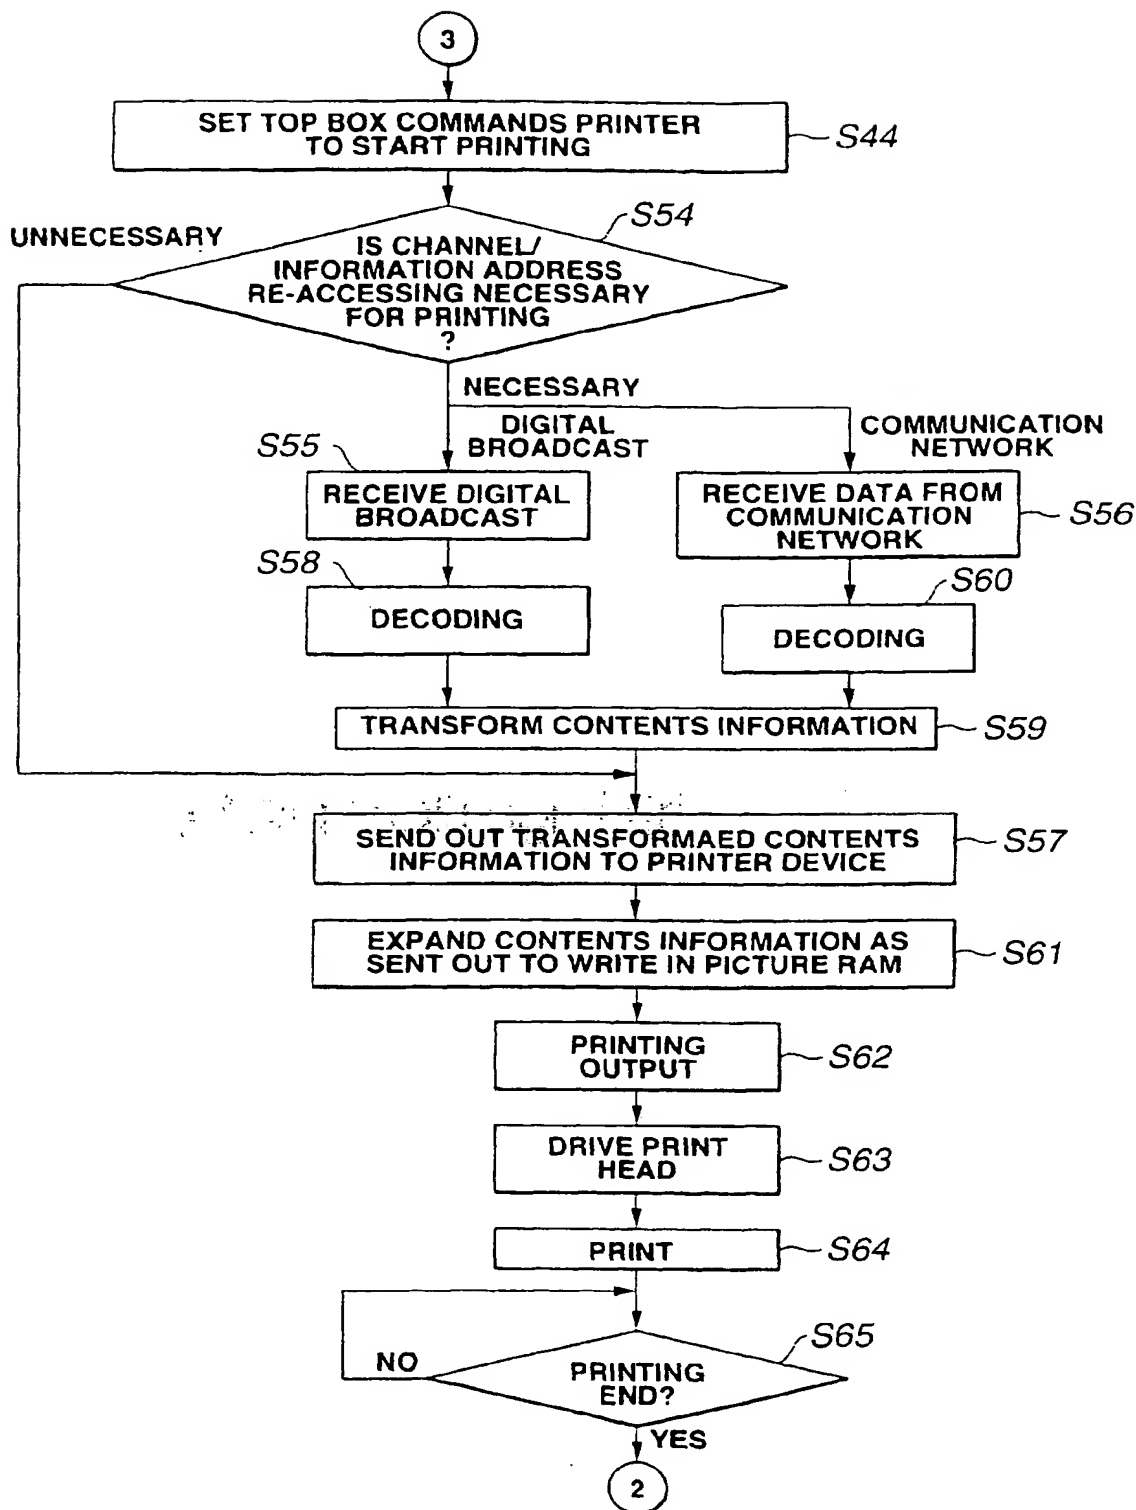 3
SET TOP BOX COMMANDS PRINTER
TO START PRINTING
S44
S54
UNNECESSARY
IS CHANNEL/
INFORMATION ADDRESS
RE-ACCESSING NECESSARY
FOR PRINTING
?
NECESSARY
DIGITAL
BROADCAST
COMMUNICATION
NETWORK
S55
RECEIVE DIGITAL
BROADCAST
RECEIVE DATA FROM
COMMUNICATION
NETWORK
S56
S58
DECODING
S60
DECODING
TRANSFORM CONTENTS INFORMATION
S59
SEND OUT TRANSFORMAED CONTENTS
INFORMATION TO PRINTER DEVICE
S57
EXPAND CONTENTS INFORMATION AS
SENT OUT TO WRITE IN PICTURE RAM
S61
PRINTING
OUTPUT
S62
DRIVE PRINT
HEAD
S63
PRINT
S64
S65
NO
PRINTING
END?
YES
2